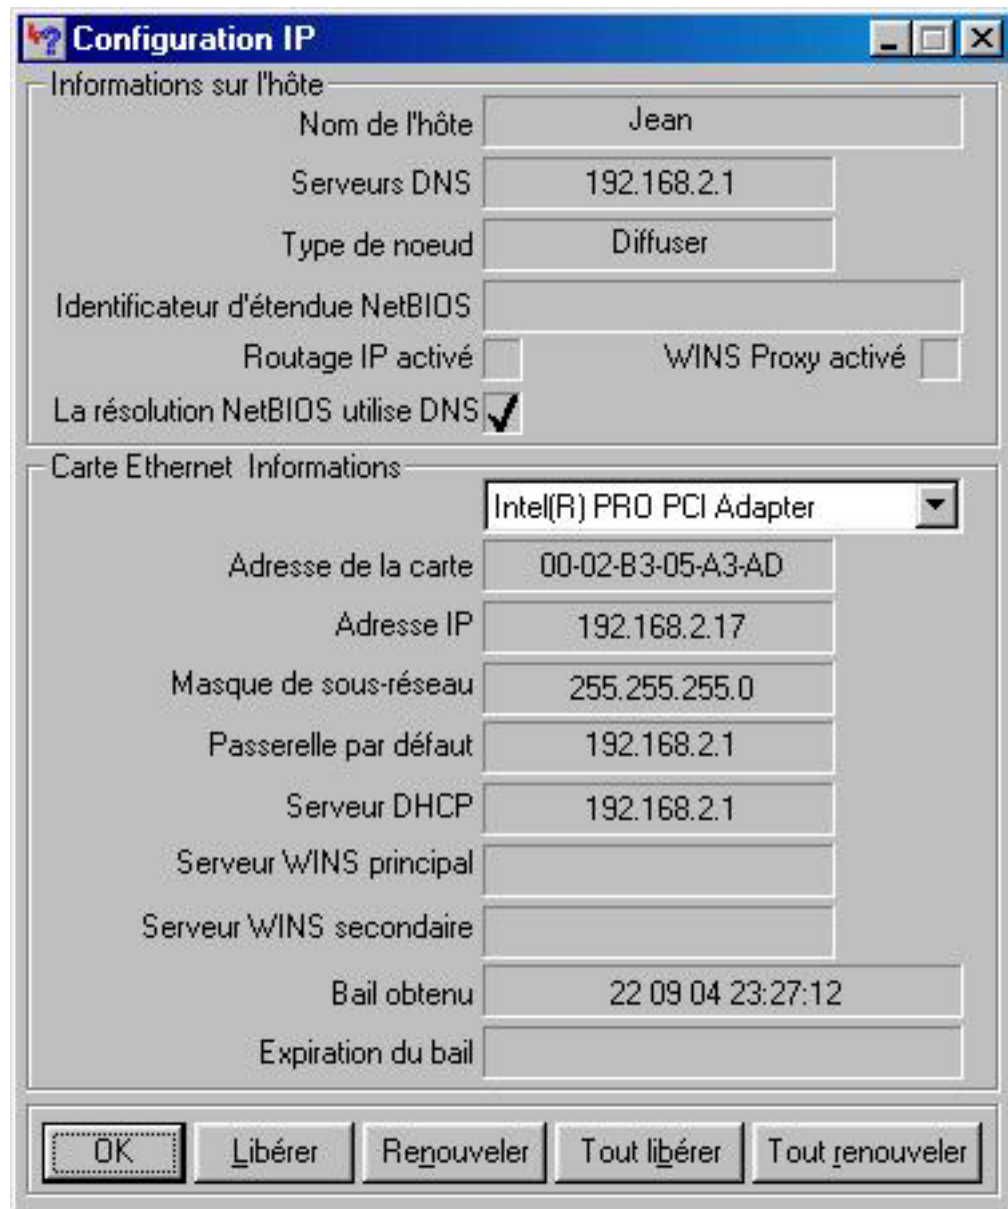 Configuration IP
Informations sur l'hôte
Nom de l'hôte Jean
Serveurs DNS 192.168.2.1
Type de noeud Diffuser
Identificateur d'étendue NetBIOS
Routage IP activé WINS Proxy activé
La résolution NetBIOS utilise DNS
Carte Ethernet Informations
Intel(R) PRO PCI Adapter
Adresse de la carte 00-02-B3-05-A3-AD
Adresse IP 192.168.2.17
Masque de sous-réseau 255.255.255.0
Passerelle par défaut 192.168.2.1
Serveur DHCP 192.168.2.1
Serveur WINS principal
Serveur WINS secondaire
Bail obtenu 22 09 04 23:27:12
Expiration du bail
OK Libérer Renouveler Tout libérer Tout renouveler